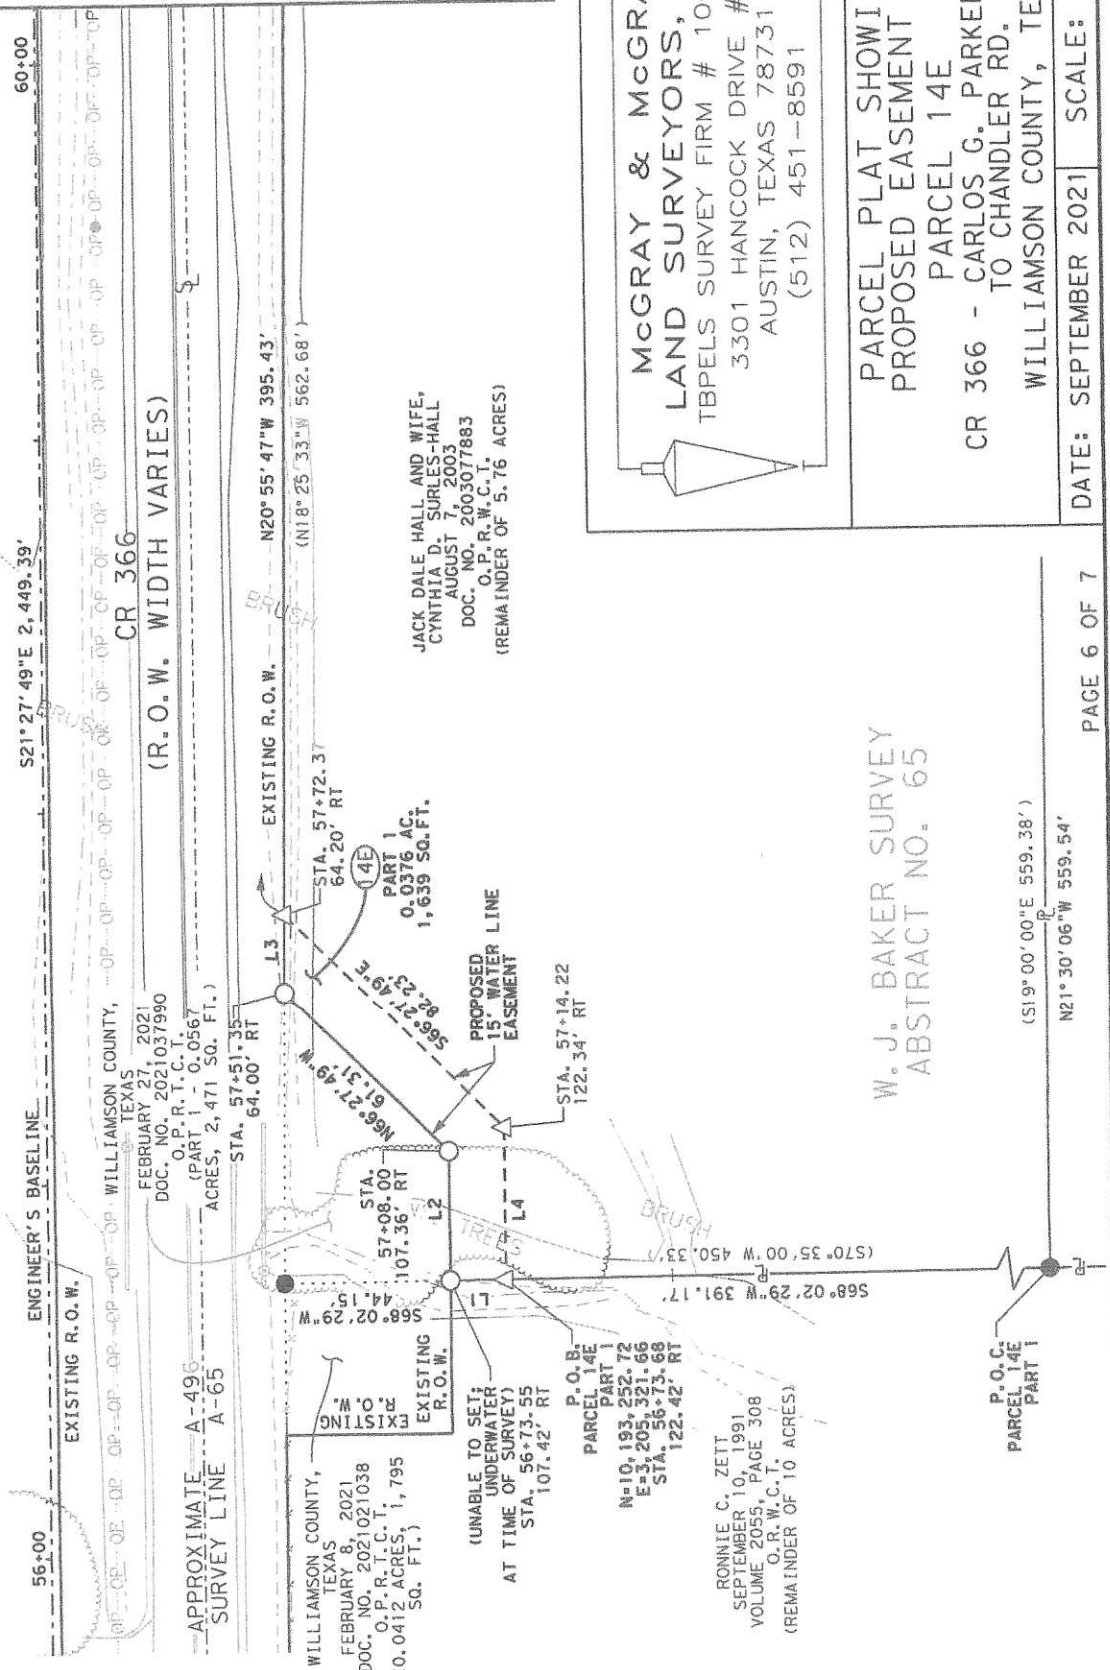 56+00
ENGINEER'S BASELINE
S21°27'49"E 2,449.39'
60+00
EXISTING R.O.W.
OP OP OP OP OP OP OP OP OP
WILLIAMSON COUNTY,
TEXAS
FEBRUARY 27, 2021
DOC. NO. 2021037990
O.P.R.T.C.T.
(PART 1 - 0.0567
ACRES, 2,471 SQ. FT.)
BRUSH
CR 366
(R.O.W. WIDTH VARIES)
APPROXIMATE A-496
SURVEY LINE A-65
STA. 57+51.35
64.00' RT
BRUSH
EXISTING R.O.W.
N20°55'47"W 395.43'
(N18°25'33"W 562.68')
L3
STA. 57+72.37
64.20' RT
14E
PART 1
0.0376 AC.
1,639 SQ.FT.
WILLIAMSON COUNTY,
TEXAS
FEBRUARY 8, 2021
DOC. NO. 2021021038
O.P.R.T.C.T.
(0.0412 ACRES, 1,795
SQ. FT.)
EXISTING
R.O.W.
EXISTING
R.O.W.
S68°02'29"W
44.15'
STA.
57+08.00
107.36' RT
N66°27'49"W
61.31'
S66°27'49"E
82.23'
L2
TREES
L4
L1
PROPOSED
15' WATER LINE
EASEMENT
STA. 57+14.22
122.34' RT
(UNABLE TO SET;
UNDERWATER
AT TIME OF SURVEY)
STA. 56+73.55
107.42' RT
P.O.B.
PARCEL 14E
PART 1
N=10,193,252.72
E=3,205,321.66
STA. 56+73.68
122.42' RT
BRUSH
S68°02'29"W 391.17'
(S70°35'00"W 450.33')
RONNIE C. ZETT
SEPTEMBER 10, 1991
VOLUME 2055, PAGE 308
O.R.W.C.T.
(REMAINDER OF 10 ACRES)
JACK DALE HALL AND WIFE,
CYNTHIA D. SURLES-HALL
AUGUST 7, 2003
DOC. NO. 2003077883
O.P.R.W.C.T.
(REMAINDER OF 5.76 ACRES)
W.J. BAKER SURVEY
ABSTRACT NO. 65
P.O.C.
PARCEL 14E
PART 1
(S19°00'00"E 559.38')
N21°30'06"W 559.54'
PAGE 6 OF 7
McGRAY & McGRA
LAND SURVEYORS,
TBPELS SURVEY FIRM # 10
3301 HANCOCK DRIVE #
AUSTIN, TEXAS 78731
(512) 451-8591
PARCEL PLAT SHOWI
PROPOSED EASEMENT
PARCEL 14E
CR 366 - CARLOS G. PARKE
TO CHANDLER RD.
WILLIAMSON COUNTY, TE
DATE: SEPTEMBER 2021
SCALE: